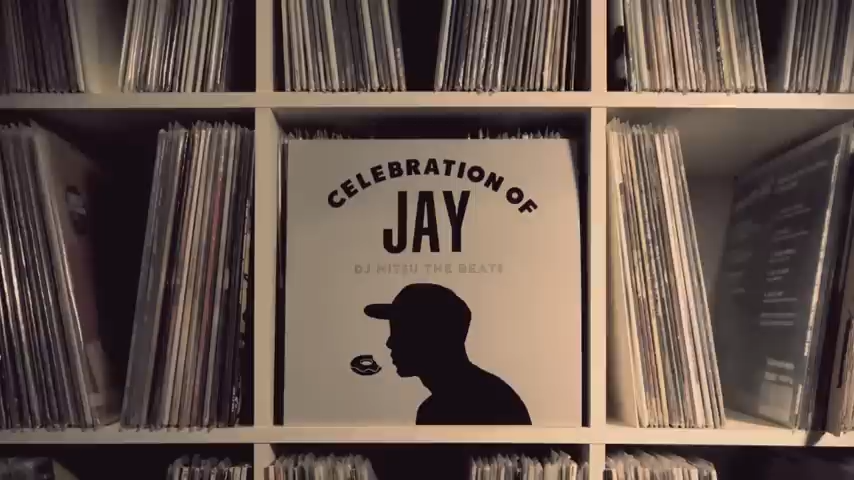 CELEBRATION OF
JAY
DJ MITSU THE BEATS